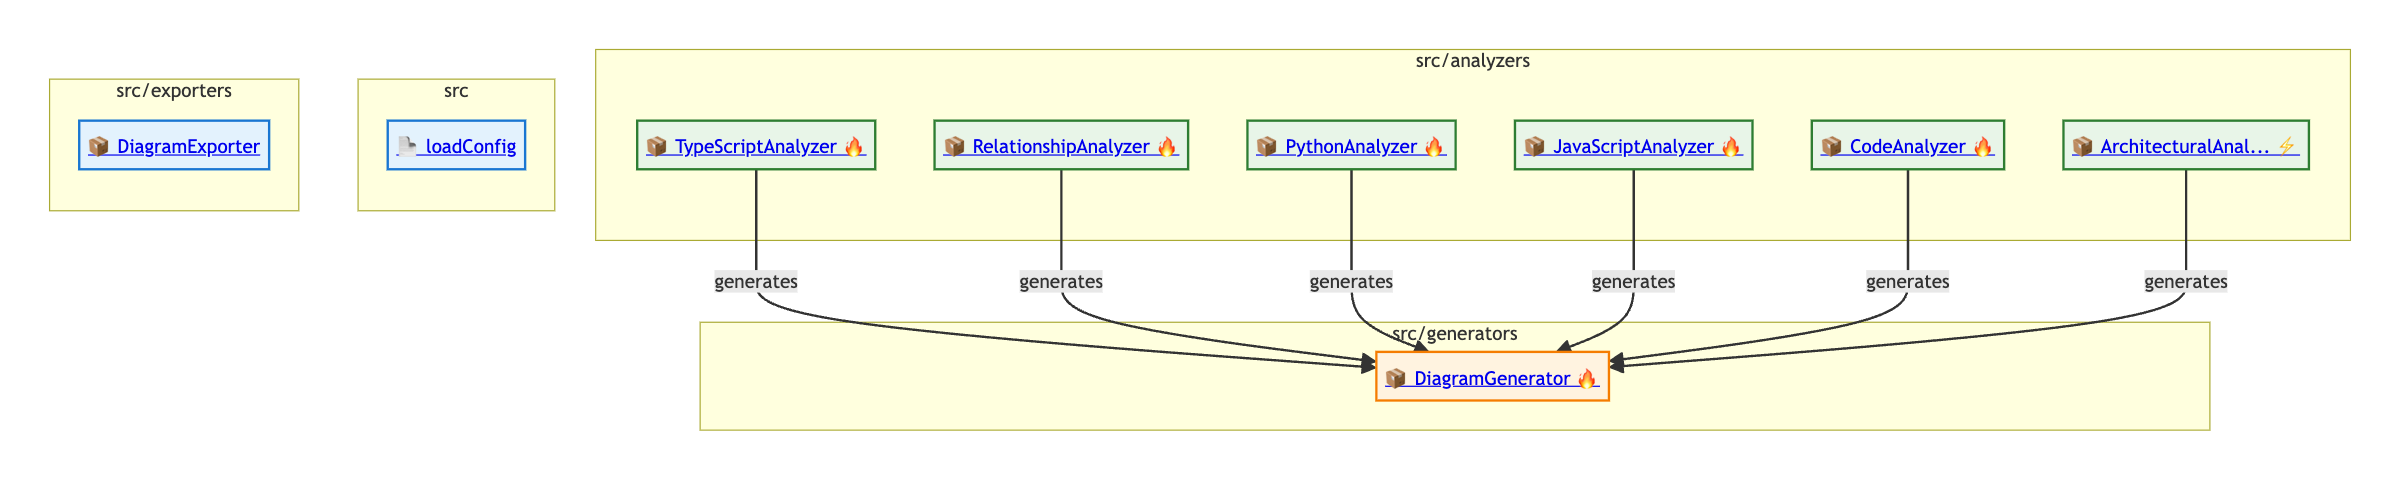 src/exporters
📦 DiagramExporter
src
📄 loadConfig
src/analyzers
📦 TypeScriptAnalyzer 🔥
📦 RelationshipAnalyzer 🔥
📦 PythonAnalyzer 🔥
📦 JavaScriptAnalyzer 🔥
📦 CodeAnalyzer 🔥
📦 ArchitecturalAnal... ⚡
generates
generates
generates
generates
generates
generates
src/generators
📦 DiagramGenerator 🔥